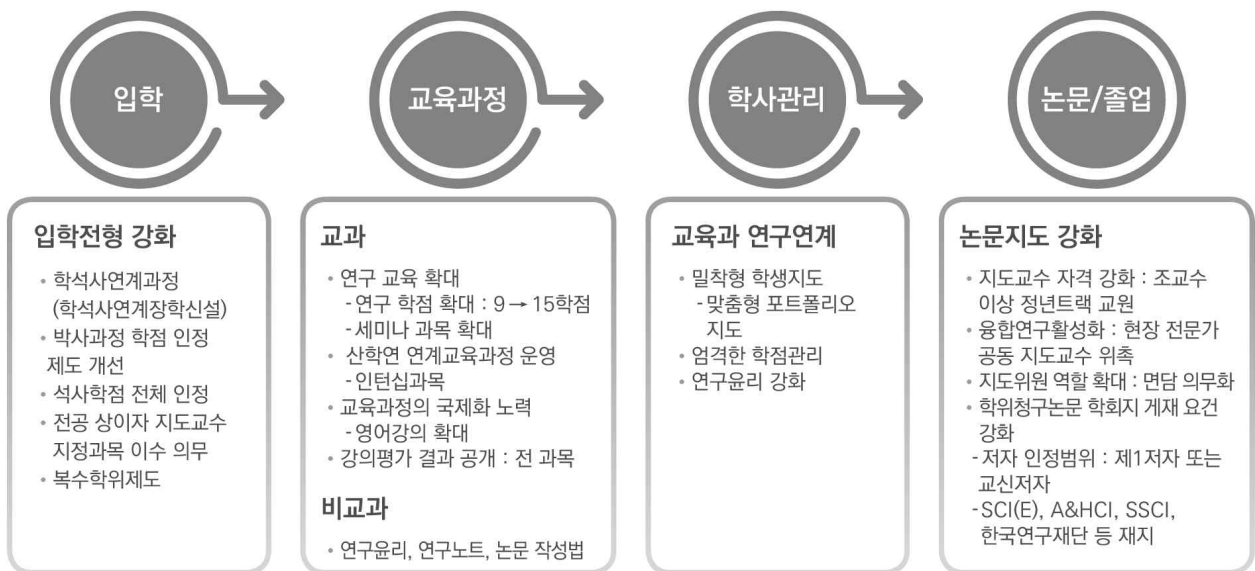 입학
교육과정
학사관리
논문/졸업
입학전형 강화
• 학석사연계과정
(학석사연계장학신설)
• 박사과정 학점 인정
제도 개선
• 석사학점 전체 인정
• 전공 상이자 지도교수
지정과목 이수 의무
• 복수학위제도
교과
• 연구 교육 확대
- 연구 학점 확대 : 9 → 15학점
- 세미나 과목 확대
• 산학연 연계교육과정 운영
- 인턴십과목
• 교육과정의 국제화 노력
- 영어강의 확대
• 강의평가 결과 공개 : 전 과목
비교과
• 연구윤리, 연구노트, 논문 작성법
교육과 연구연계
• 밀착형 학생지도
- 맞춤형 포트폴리오
지도
• 엄격한 학점관리
• 연구윤리 강화
논문지도 강화
• 지도교수 자격 강화 : 조교수
이상 정년트랙 교원
• 융합연구활성화 : 현장 전문가
공동 지도교수 위촉
• 지도위원 역할 확대 : 면담 의무화
• 학위청구논문 학회지 게재 요건
강화
- 저자 인정범위 : 제1저자 또는
교신저자
- SCI(E), A&HCI, SSCI,
한국연구재단 등 재지